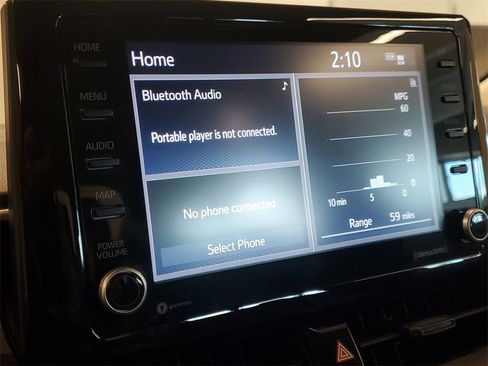 HOME
MENU
AUDIO
MAP
POWER
VOLUME
Home
2:10
Bluetooth Audio
Portable player is not connected.
No phone connected.
Select Phone
MPG
60
40
20
0
10 min 5 0
Range 59 miles